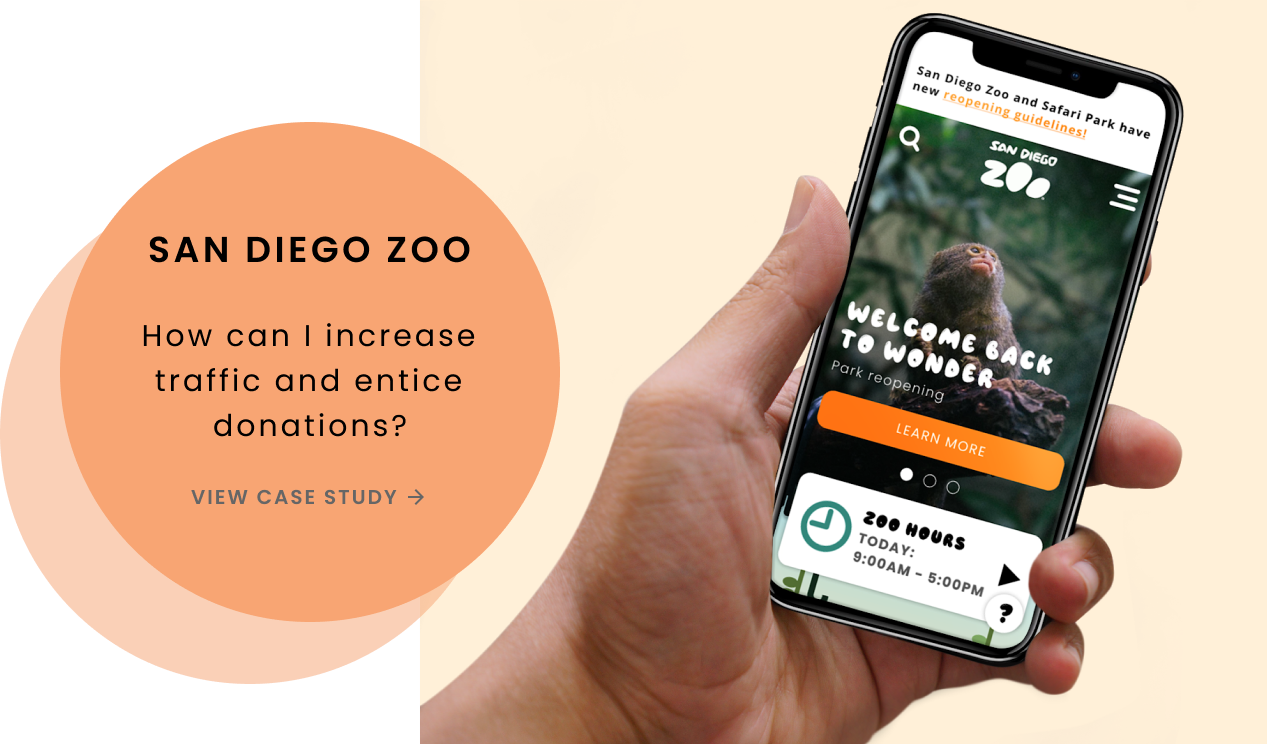 SAN DIEGO ZOO
How can I increase
traffic and entice
donations?
VIEW CASE STUDY →
San Diego Zoo and Safari Park have
new reopening guidelines!
SAN DIEGO
ZOO
WELCOME BACK
TO WONDER
Park reopening
LEARN MORE
ZOO HOURS
TODAY:
9:00AM - 5:00PM
?